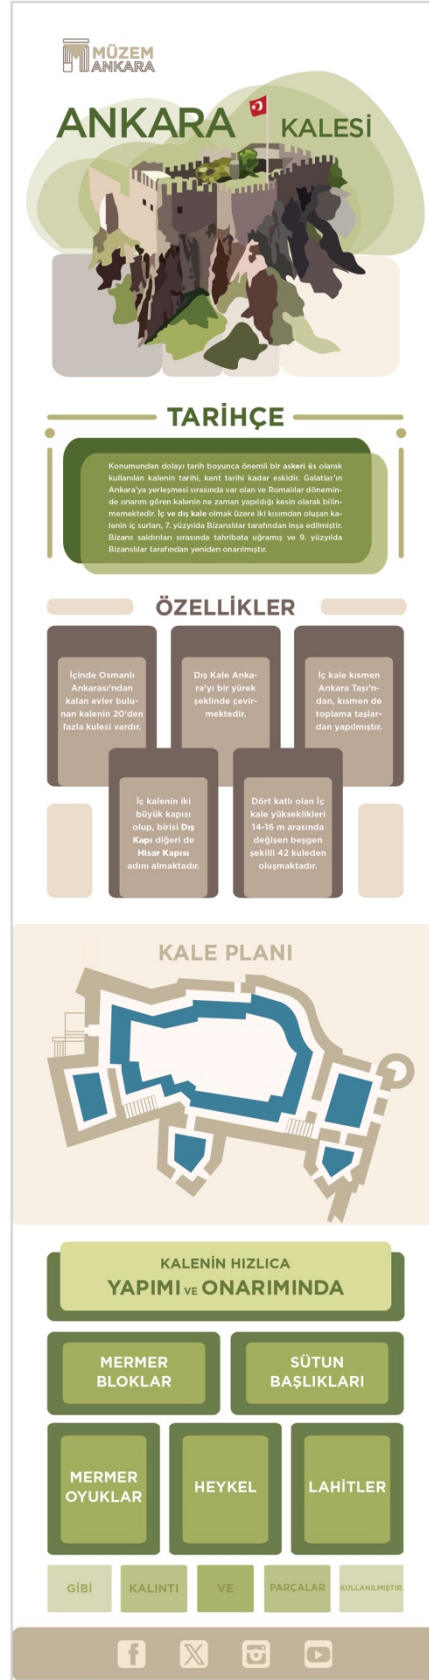 MÜZEM
ANKARA
ANKARA KALESİ
TARİHÇE
Konumundan dolayı tarih boyunca önemli bir askeri üs olarak
kullanılan kalenin tarihi, kent tarihi kadar eskidir. Galatlar'ın
Ankara'ya yerleşmesi sırasında var olan ve Romalılar dönemin-
de onarım gören kalenin ne zaman yapıldığı kesin olarak bilin-
memektedir. İç ve dış kale olmak üzere iki kısımdan oluşan ka-
lenin iç surları, 7. yüzyılda Bizanslılar tarafından inşa edilmiştir.
Bizans saldırıları sırasında tahribata uğramış ve 9. yüzyılda
Bizanslılar tarafından yeniden onarılmıştır.
ÖZELLİKLER
İçinde Osmanlı
Ankarası'ndan
kalan evler bulu-
nan kalenin 20'den
fazla kulesi vardır.
Dış Kale Anka-
ra'yı bir yürek
şeklinde çevir-
mektedir.
İç kale kısmen
Ankara Taşı'n-
dan, kısmen de
toplama taşlar-
dan yapılmıştır.
İç kalenin iki
büyük kapısı
olup, birisi Dış
Kapı diğeri de
Hisar Kapısı
adını almaktadır.
Dört katlı olan İç
kale yükseklikleri
14-16 m arasında
değişen beşgen
şekilli 42 kuleden
oluşmaktadır.
KALE PLANI
KALENİN HIZLICA
YAPIMI VE ONARIMINDA
MERMER
BLOKLAR
SÜTUN
BAŞLIKLARI
MERMER
OYUKLAR
HEYKEL
LAHİTLER
GİBİ KALINTI VE PARÇALAR KULLANILMIŞTIR.